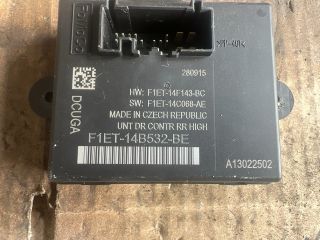 280915
HW: F1ET-14F143-BC
SW: F1ET-14C068-AE
MADE IN CZECH REPUBLIC
UNT DR CONTR RR HIGH
F1ET-14B532-BE
DCUGA
A13022502